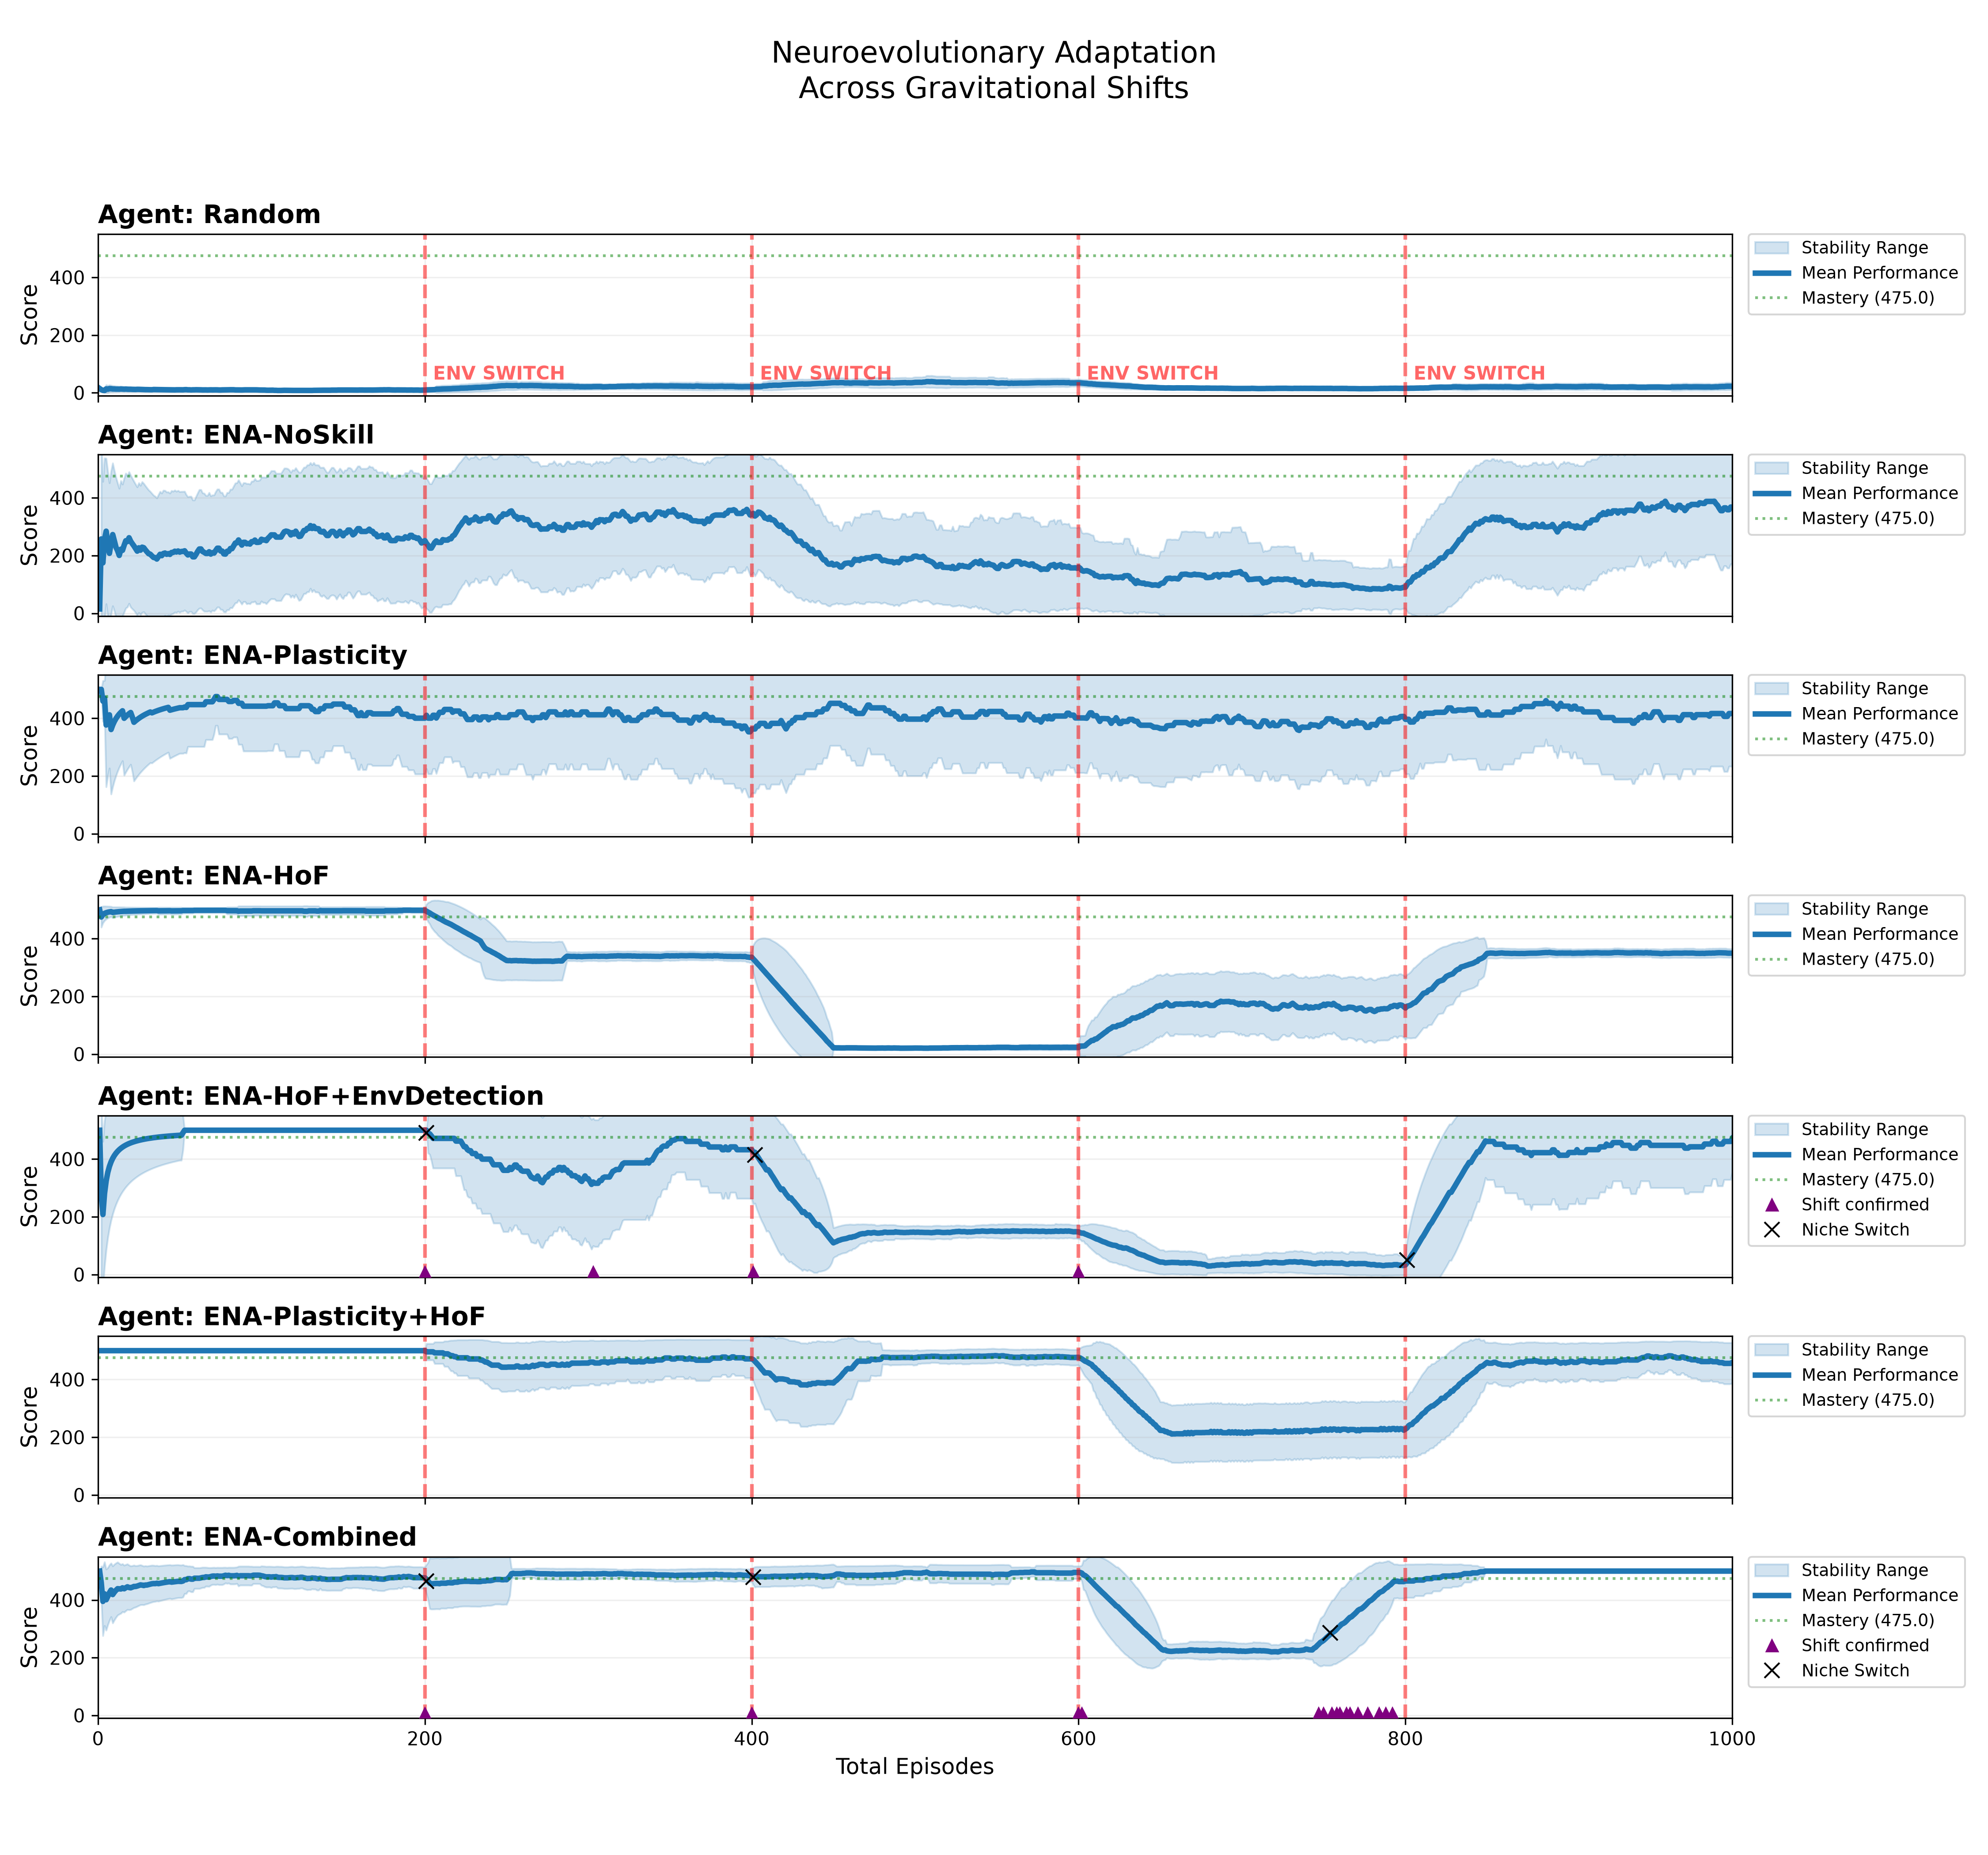 Neuroevolutionary Adaptation
Across Gravitational Shifts
Agent: Random
Score
400
200
0
ENV SWITCH
ENV SWITCH
ENV SWITCH
ENV SWITCH
Stability Range
Mean Performance
Mastery (475.0)
Agent: ENA-NoSkill
Score
400
200
0
Stability Range
Mean Performance
Mastery (475.0)
Agent: ENA-Plasticity
Score
400
200
0
Stability Range
Mean Performance
Mastery (475.0)
Agent: ENA-HoF
Score
400
200
0
Stability Range
Mean Performance
Mastery (475.0)
Agent: ENA-HoF+EnvDetection
Score
400
200
0
Stability Range
Mean Performance
Mastery (475.0)
Shift confirmed
Niche Switch
Agent: ENA-Plasticity+HoF
Score
400
200
0
Stability Range
Mean Performance
Mastery (475.0)
Agent: ENA-Combined
Score
400
200
0
Stability Range
Mean Performance
Mastery (475.0)
Shift confirmed
Niche Switch
0
200
400
600
800
1000
Total Episodes